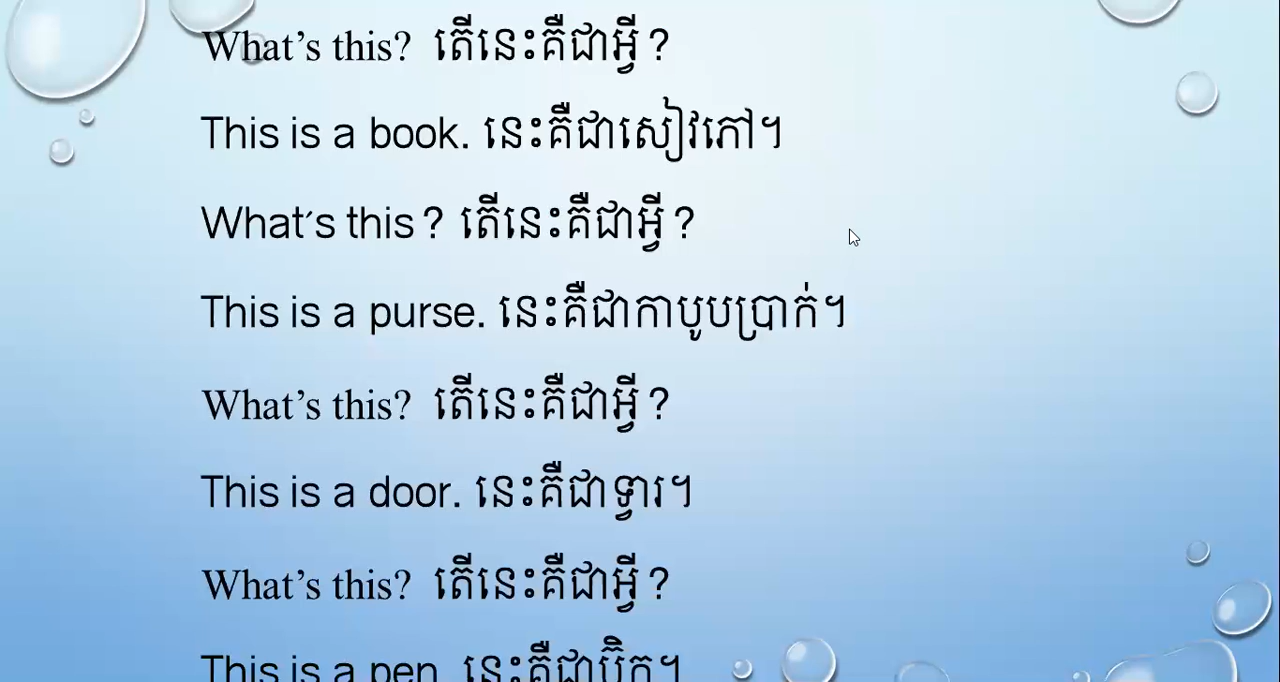 What’s this? តើនេះគឺជាអ្វី?
This is a book. នេះគឺជាសៀវភៅ។
What's this? តើនេះគឺជាអ្វី?
This is a purse. នេះគឺជាកាបូបប្រាក់។
What’s this? តើនេះគឺជាអ្វី?
This is a door. នេះគឺជាទ្វារ។
What’s this? តើនេះគឺជាអ្វី?
This is a pen. នេះគឺជាប៊ិក។